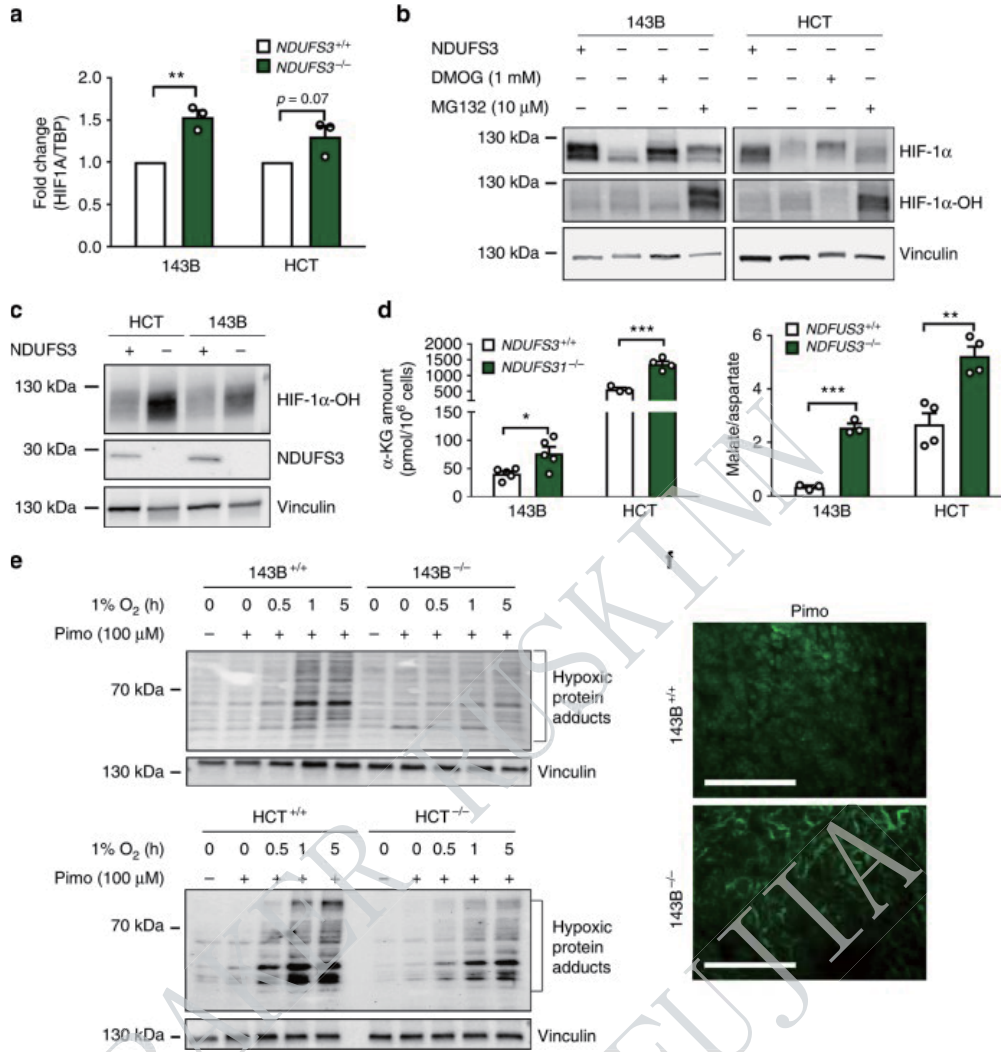 a
NDUFS3+/+
NDUFS3−/−
Fold change
(HIF1A/TBP)
2.0
1.5
1.0
0.5
0.0
**
p = 0.07
143B
HCT
b
143B
HCT
NDUFS3
+ − − − + − − −
DMOG (1 mM)
− − + − − − + −
MG132 (10 μM)
− − − + − − − +
130 kDa
HIF-1α
130 kDa
HIF-1α-OH
130 kDa
Vinculin
c
HCT
143B
NDUFS3
+ − + −
130 kDa
HIF-1α-OH
30 kDa
NDUFS3
130 kDa
Vinculin
d
NDUFS3+/+
NDUFS31−/−
α-KG amount
(pmol/10⁶ cells)
2000
1500
1000
500
100
50
0
*
***
143B
HCT
NDFUS3+/+
NDFUS3−/−
Malate/aspartate
6
4
2
0
***
**
143B
HCT
e
143B+/+
143B−/−
1% O₂ (h)
0 0 0.5 1 5 0 0 0.5 1 5
Pimo (100 μM)
− + + + + − + + + +
70 kDa
Hypoxic
protein
adducts
130 kDa
Vinculin
HCT+/+
HCT−/−
1% O₂ (h)
0 0 0.5 1 5 0 0 0.5 1 5
Pimo (100 μM)
− + + + + − + + + +
70 kDa
Hypoxic
protein
adducts
130 kDa
Vinculin
f
Pimo
143B+/+
143B−/−
KUSKINN
FUJIA